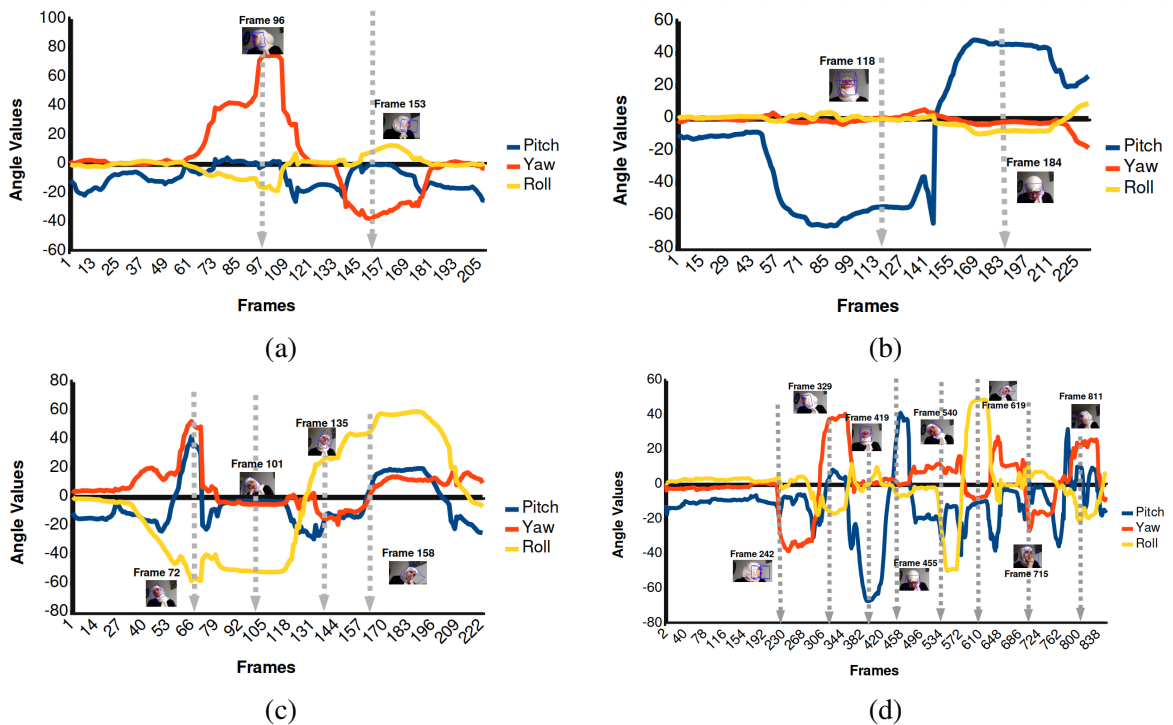 100
80
60
40
20
0
-20
-40
-60
Angle Values
Frame 96
Frame 153
Pitch
Yaw
Roll
1
13
25
37
49
61
73
85
97
109
121
133
145
157
169
181
193
205
Frames
(a)
80
60
40
20
0
-20
-40
-60
-80
Angle Values
Frame 118
Frame 184
Pitch
Yaw
Roll
1
15
29
43
57
71
85
99
113
127
141
155
169
183
197
211
225
Frames
(b)
80
60
40
20
0
-20
-40
-60
-80
Angle Values
Frame 135
Frame 101
Frame 72
Frame 158
Pitch
Yaw
Roll
1
14
27
40
53
66
79
92
105
118
131
144
157
170
183
196
209
222
Frames
(c)
60
40
20
0
-20
-40
-60
-80
Angle Values
Frame 329
Frame 419
Frame 540
Frame 619
Frame 811
Frame 242
Frame 455
Frame 715
Pitch
Yaw
Roll
2
40
78
116
154
192
230
268
306
344
382
420
458
496
534
572
610
648
686
724
762
800
838
Frames
(d)